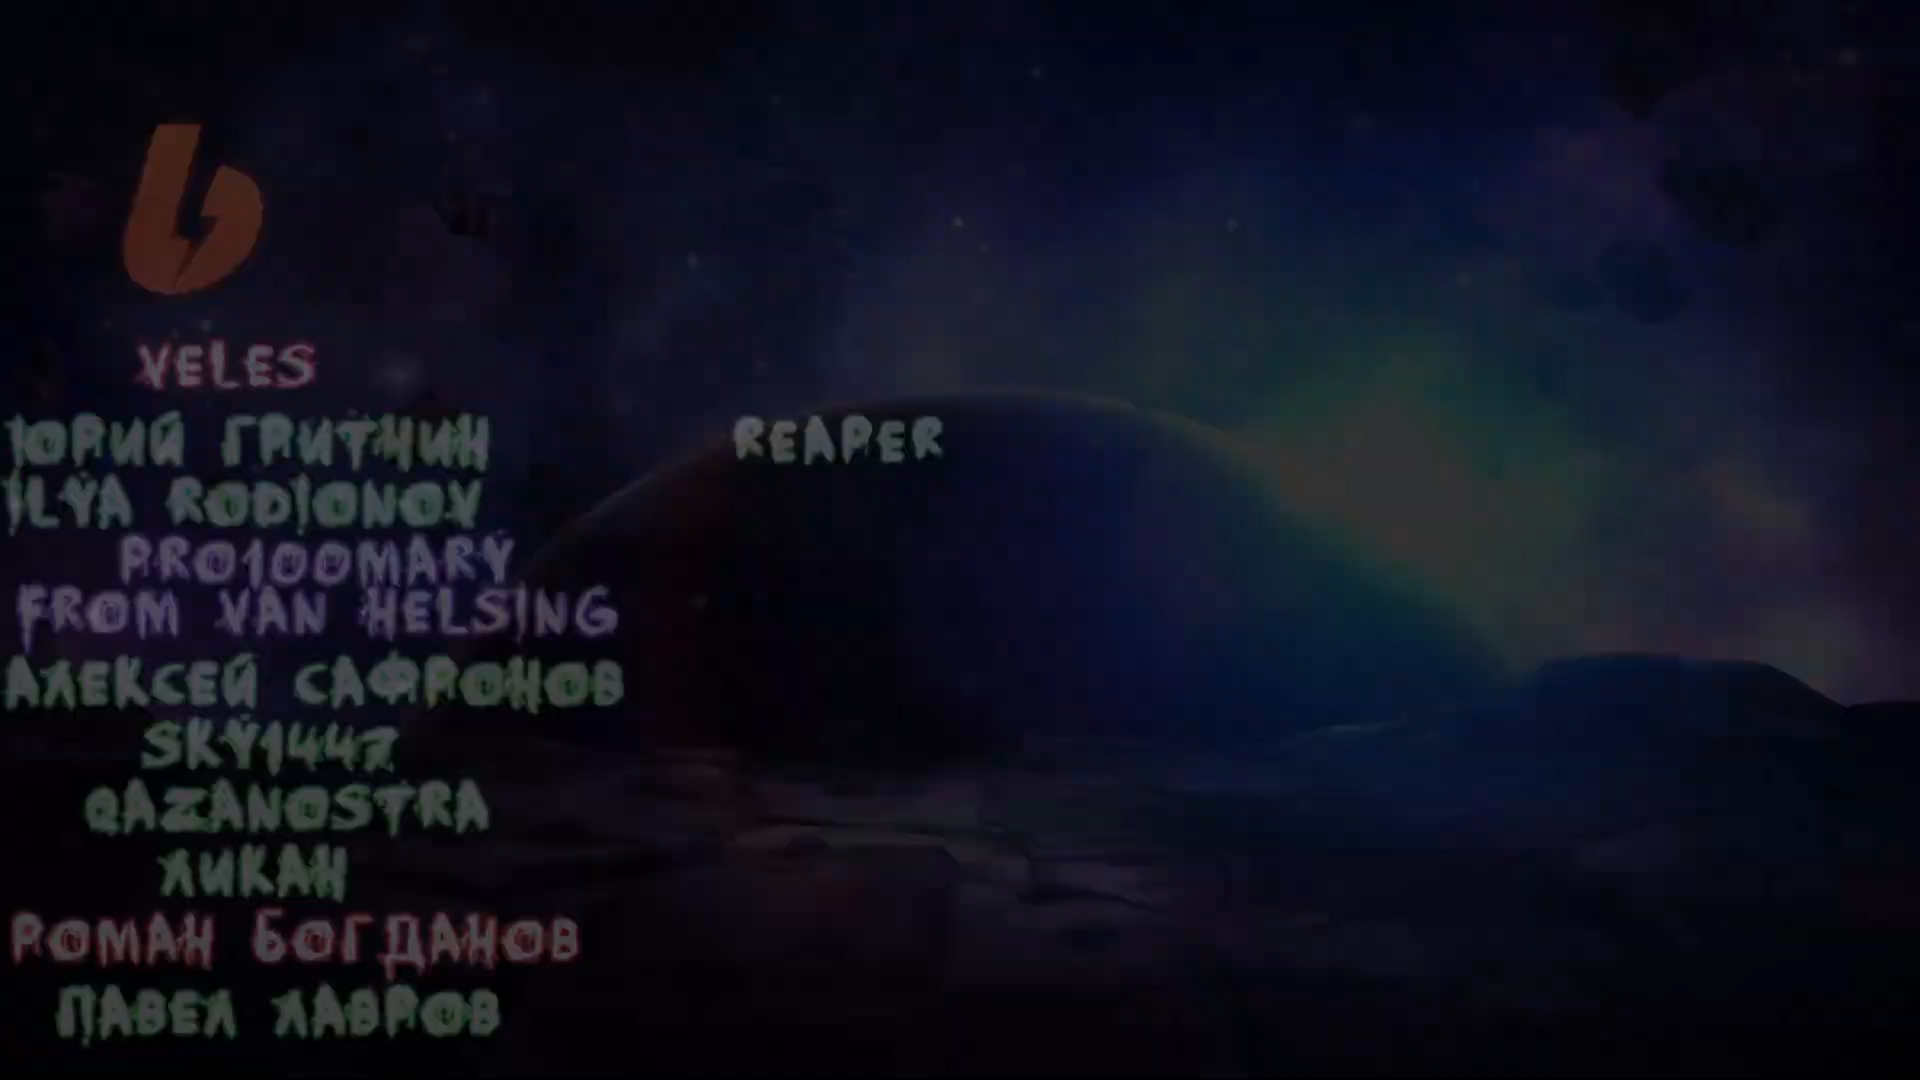 VELES
ЮРИЙ ГРИТЧИН
REAPER
ILYA RODIONOV
PRO100MARY
FROM VAN HELSING
АЛЕКСЕЙ САФРОНОВ
SKY1447
QAZANOSTRA
ЛИКАН
РОМАН БОГДАНОВ
ПАВЕЛ ЛАВРОВ